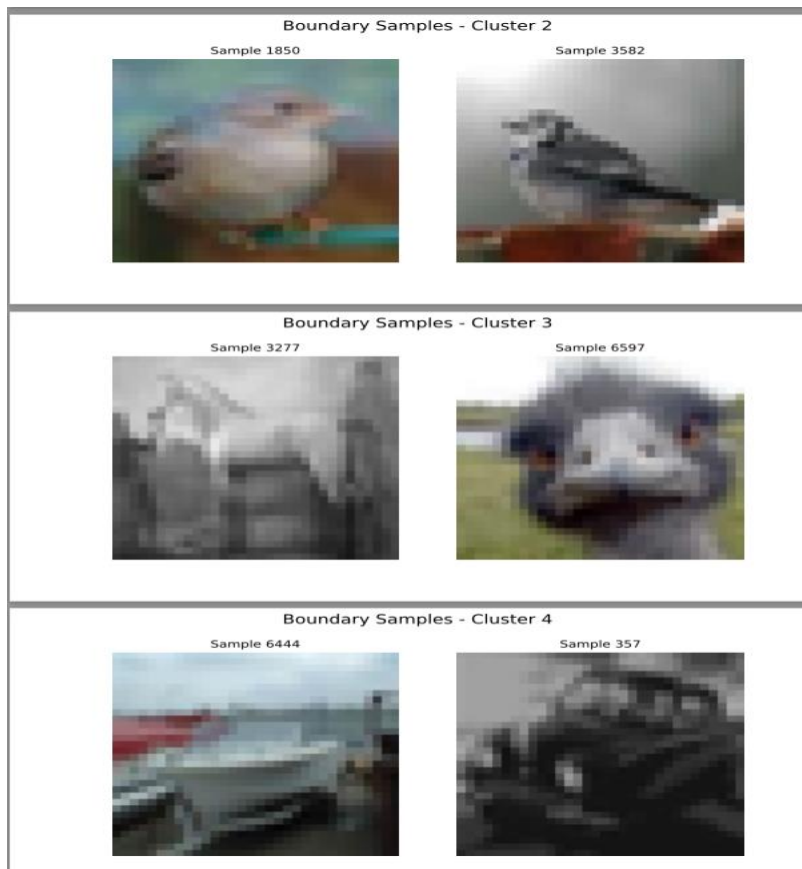 Boundary Samples - Cluster 2
Sample 1850
Sample 3582
Boundary Samples - Cluster 3
Sample 3277
Sample 6597
Boundary Samples - Cluster 4
Sample 6444
Sample 357